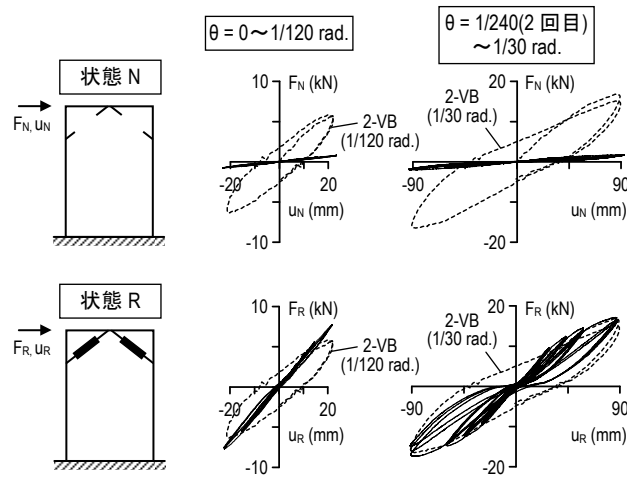 θ = 0～1/120 rad.
θ = 1/240(2 回目)
～1/30 rad.
状態 N
F_N, u_N
10
F_N (kN)
2-VB
(1/120 rad.)
-20
20
u_N (mm)
-10
20
F_N (kN)
2-VB
(1/30 rad.)
-90
90
u_N (mm)
20
状態 R
F_R, u_R
10
F_R (kN)
2-VB
(1/120 rad.)
-20
20
u_R (mm)
-10
20
F_R (kN)
2-VB
(1/30 rad.)
-90
90
u_R (mm)
20